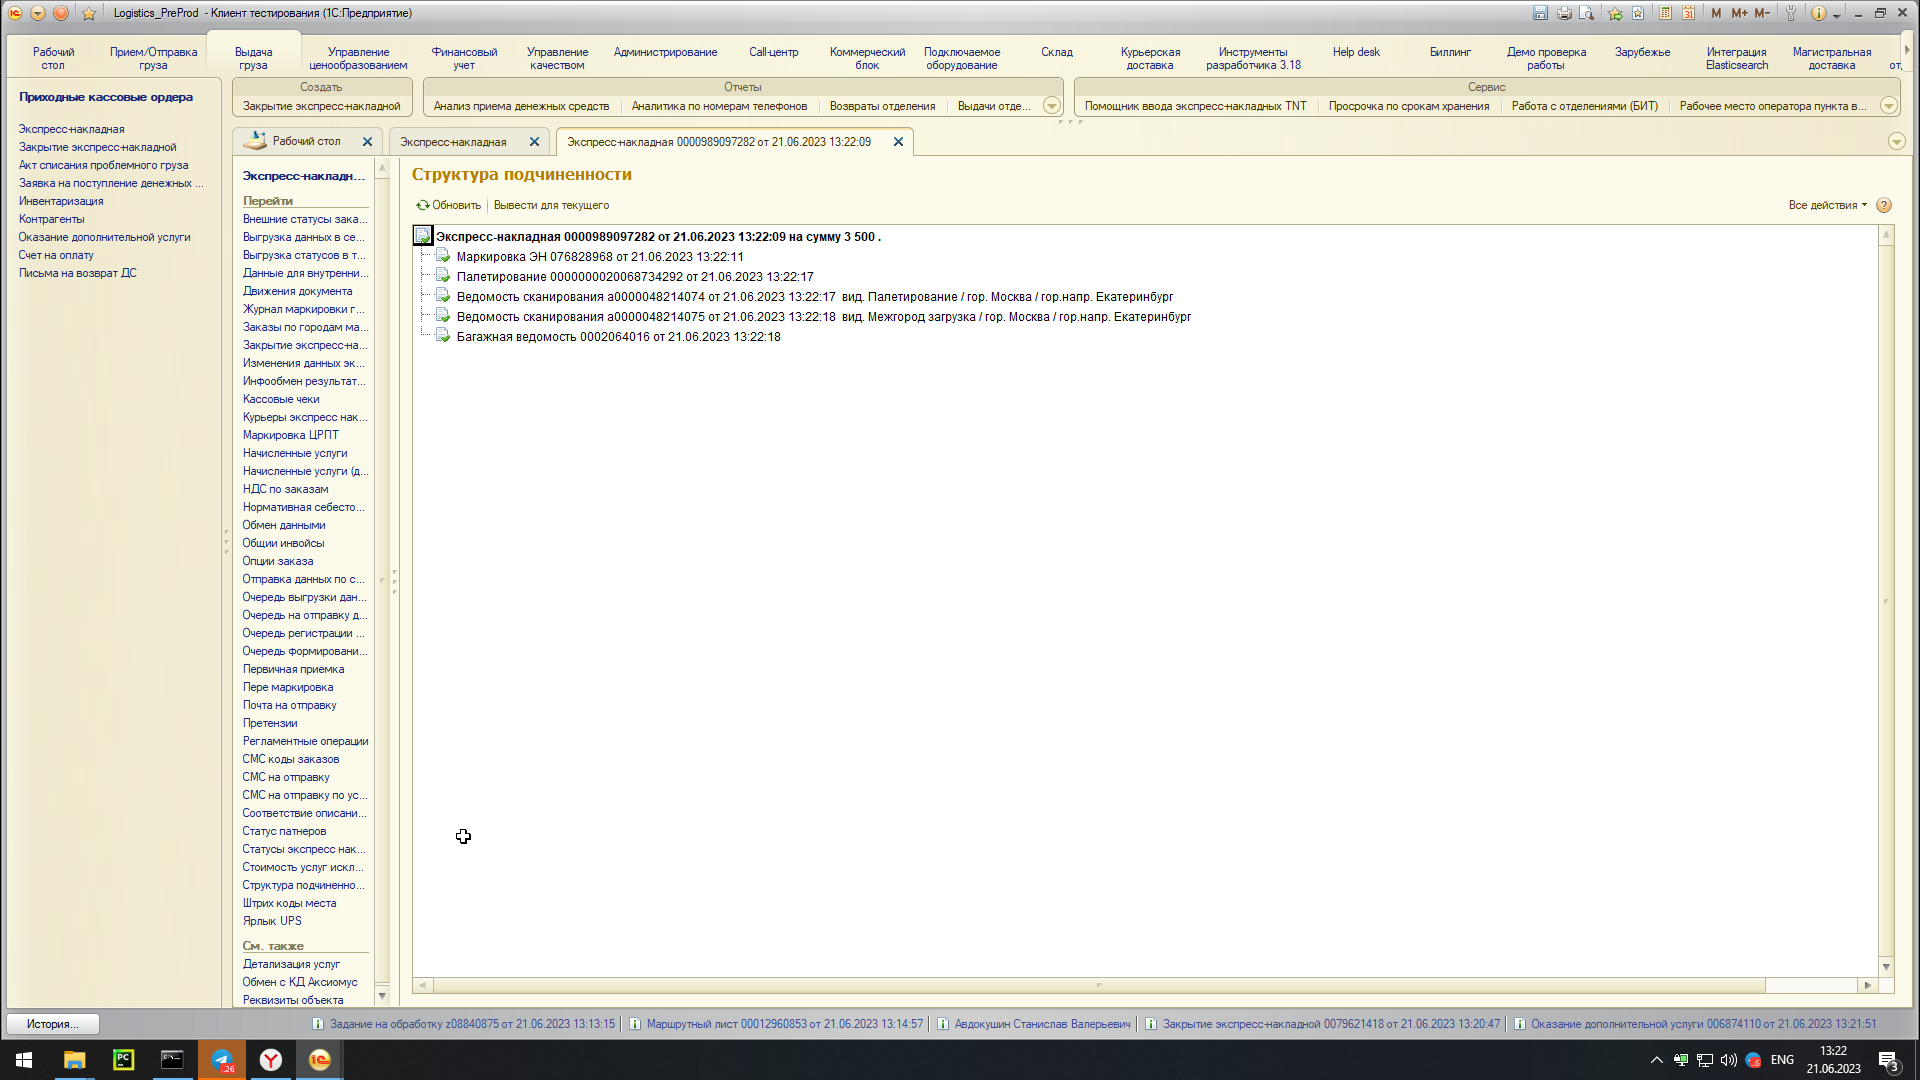 Logistics_PreProd - Клиент тестирования (1С:Предприятие)
M M+ M-
Рабочий стол
Прием/Отправка груза
Выдача груза
Управление ценообразованием
Финансовый учет
Управление качеством
Администрирование
Call-центр
Коммерческий блок
Подключаемое оборудование
Склад
Курьерская доставка
Инструменты разработчика 3.18
Help desk
Биллинг
Демо проверка работы
Зарубежье
Интеграция Elasticsearch
Магистральная доставка
от,
Создать
Закрытие экспресс-накладной
Отчеты
Анализ приема денежных средств
Аналитика по номерам телефонов
Возвраты отделения
Выдачи отде...
Сервис
Помощник ввода экспресс-накладных TNT
Просрочка по срокам хранения
Работа с отделениями (БИТ)
Рабочее место оператора пункта в...
Приходные кассовые ордера
Экспресс-накладная
Закрытие экспресс-накладной
Акт списания проблемного груза
Заявка на поступление денежных ...
Инвентаризация
Контрагенты
Оказание дополнительной услуги
Счет на оплату
Письма на возврат ДС
Рабочий стол
Экспресс-накладная
Экспресс-накладная 0000989097282 от 21.06.2023 13:22:09
Экспресс-накладн...
Перейти
Внешние статусы зака...
Выгрузка данных в се...
Выгрузка статусов в т...
Данные для внутренни...
Движения документа
Журнал маркировки г...
Заказы по городам ма...
Закрытие экспресс-на...
Изменения данных эк...
Инфообмен результат...
Кассовые чеки
Курьеры экспресс нак...
Маркировка ЦРПТ
Начисленные услуги
Начисленные услуги (д...
НДС по заказам
Нормативная себесто...
Обмен данными
Общии инвойсы
Опции заказа
Отправка данных по с...
Очередь выгрузки дан...
Очередь на отправку д...
Очередь регистрации ...
Очередь формировани...
Первичная приемка
Пере маркировка
Почта на отправку
Претензии
Регламентные операции
СМС коды заказов
СМС на отправку
СМС на отправку по ус...
Соответствие описани...
Статус патнеров
Статусы экспресс нак...
Стоимость услуг искл...
Структура подчиненно...
Штрих коды места
Ярлык UPS
См. также
Детализация услуг
Обмен с КД Аксиомус
Реквизиты объекта
Структура подчиненности
Обновить
Вывести для текущего
Все действия
Экспресс-накладная 0000989097282 от 21.06.2023 13:22:09 на сумму 3 500 .
Маркировка ЭН 076828968 от 21.06.2023 13:22:11
Палетирование 0000000020068734292 от 21.06.2023 13:22:17
Ведомость сканирования а0000048214074 от 21.06.2023 13:22:17 вид. Палетирование / гор. Москва / гор.напр. Екатеринбург
Ведомость сканирования а0000048214075 от 21.06.2023 13:22:18 вид. Межгород загрузка / гор. Москва / гор.напр. Екатеринбург
Багажная ведомость 0002064016 от 21.06.2023 13:22:18
История...
Задание на обработку z08840875 от 21.06.2023 13:13:15
Маршрутный лист 00012960853 от 21.06.2023 13:14:57
Авдокушин Станислав Валерьевич
Закрытие экспресс-накладной 0079621418 от 21.06.2023 13:20:47
Оказание дополнительной услуги 006874110 от 21.06.2023 13:21:51
ENG
13:22
21.06.2023
3